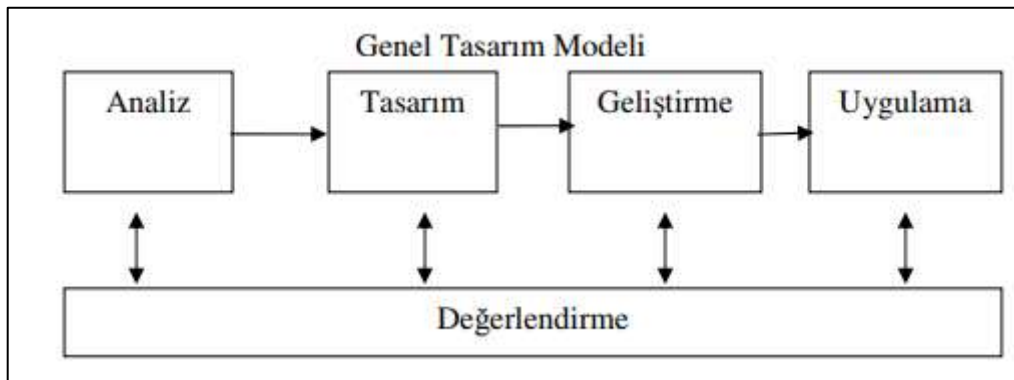 Genel Tasarım Modeli
Analiz
Tasarım
Geliştirme
Uygulama
Değerlendirme